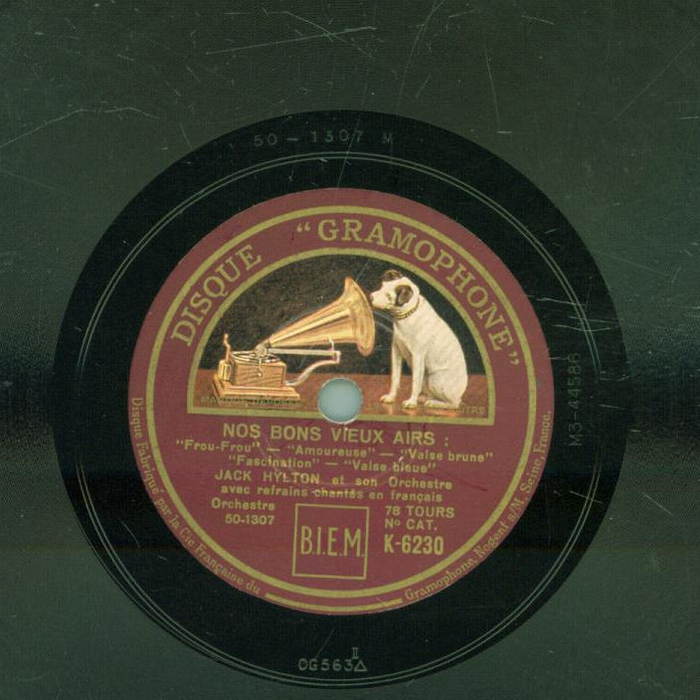 50 - 1307 M
DISQUE "GRAMOPHONE"
NOS BONS VIEUX AIRS :
"Frou-Frou" — "Amoureuse" — "Valse brune"
"Fascination" — "Valse bleue"
JACK HYLTON et son Orchestre
avec refrains chantés en français
Orchestre
50-1307
B.I.E.M.
78 TOURS
No CAT.
K-6230
Disque Fabriqué par la Cie Française du Gramophone, Nogent s/M. Seine, France.
M3-44586
OG563 II Δ